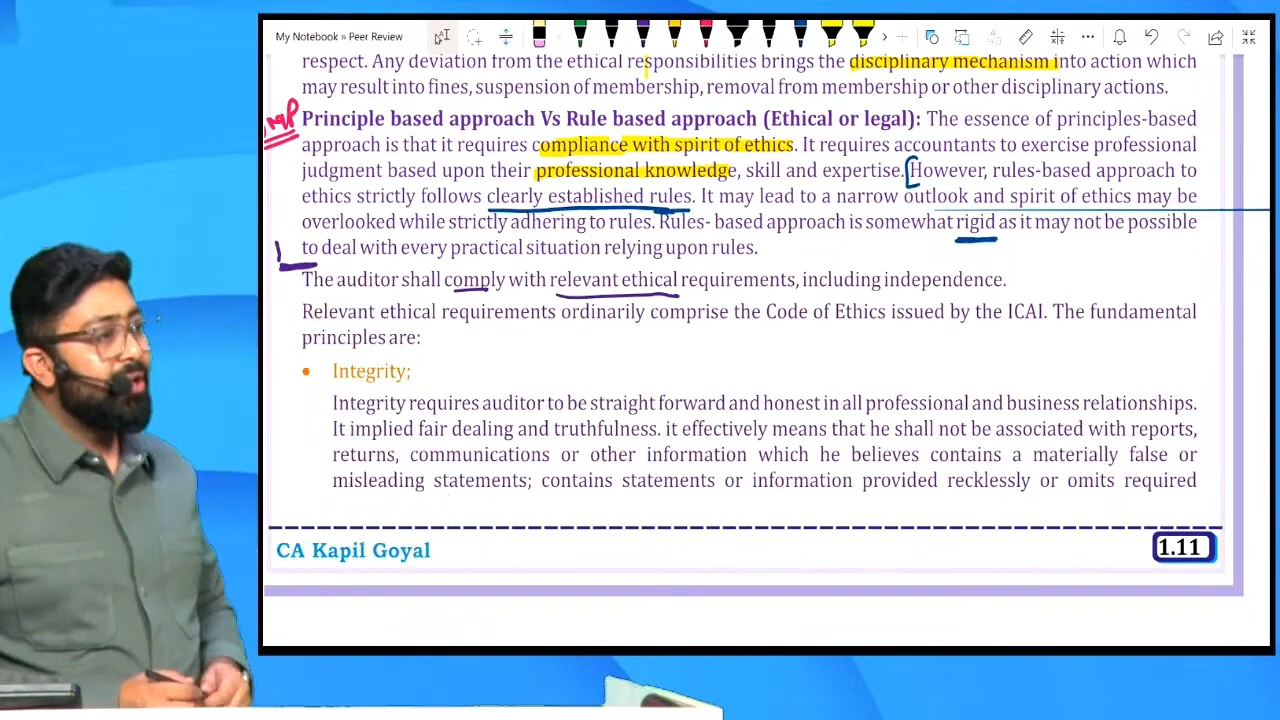 My Notebook » Peer Review
respect. Any deviation from the ethical responsibilities brings the disciplinary mechanism into action which
may result into fines, suspension of membership, removal from membership or other disciplinary actions.
Imp
Principle based approach Vs Rule based approach (Ethical or legal): The essence of principles-based
approach is that it requires compliance with spirit of ethics. It requires accountants to exercise professional
judgment based upon their professional knowledge, skill and expertise. However, rules-based approach to
ethics strictly follows clearly established rules. It may lead to a narrow outlook and spirit of ethics may be
overlooked while strictly adhering to rules. Rules- based approach is somewhat rigid as it may not be possible
to deal with every practical situation relying upon rules.
The auditor shall comply with relevant ethical requirements, including independence.
Relevant ethical requirements ordinarily comprise the Code of Ethics issued by the ICAI. The fundamental
principles are:
• Integrity;
Integrity requires auditor to be straight forward and honest in all professional and business relationships.
It implied fair dealing and truthfulness. it effectively means that he shall not be associated with reports,
returns, communications or other information which he believes contains a materially false or
misleading statements; contains statements or information provided recklessly or omits required
CA Kapil Goyal
1.11